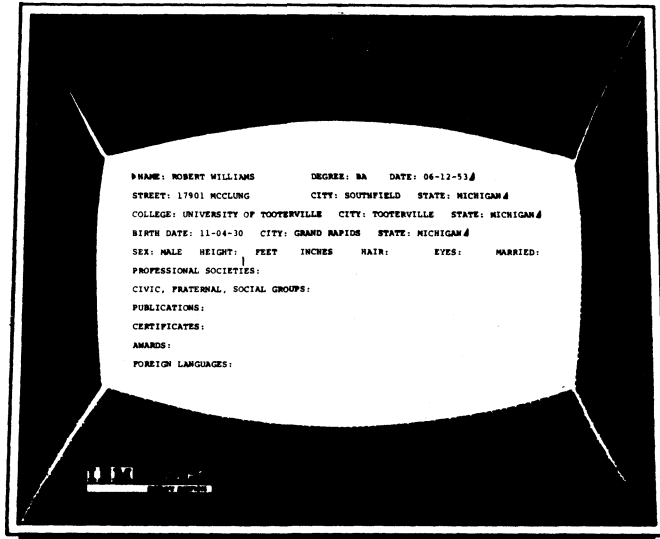 NAME: ROBERT WILLIAMS DEGREE: BA DATE: 06-12-53
STREET: 17901 MCCLUNG CITY: SOUTHFIELD STATE: MICHIGAN
COLLEGE: UNIVERSITY OF TOOTERVILLE CITY: TOOTERVILLE STATE: MICHIGAN
BIRTH DATE: 11-04-30 CITY: GRAND RAPIDS STATE: MICHIGAN
SEX: MALE HEIGHT: FEET INCHES HAIR: EYES: MARRIED:
PROFESSIONAL SOCIETIES:
CIVIC, FRATERNAL, SOCIAL GROUPS:
PUBLICATIONS:
CERTIFICATES:
AWARDS:
FOREIGN LANGUAGES:
IBM